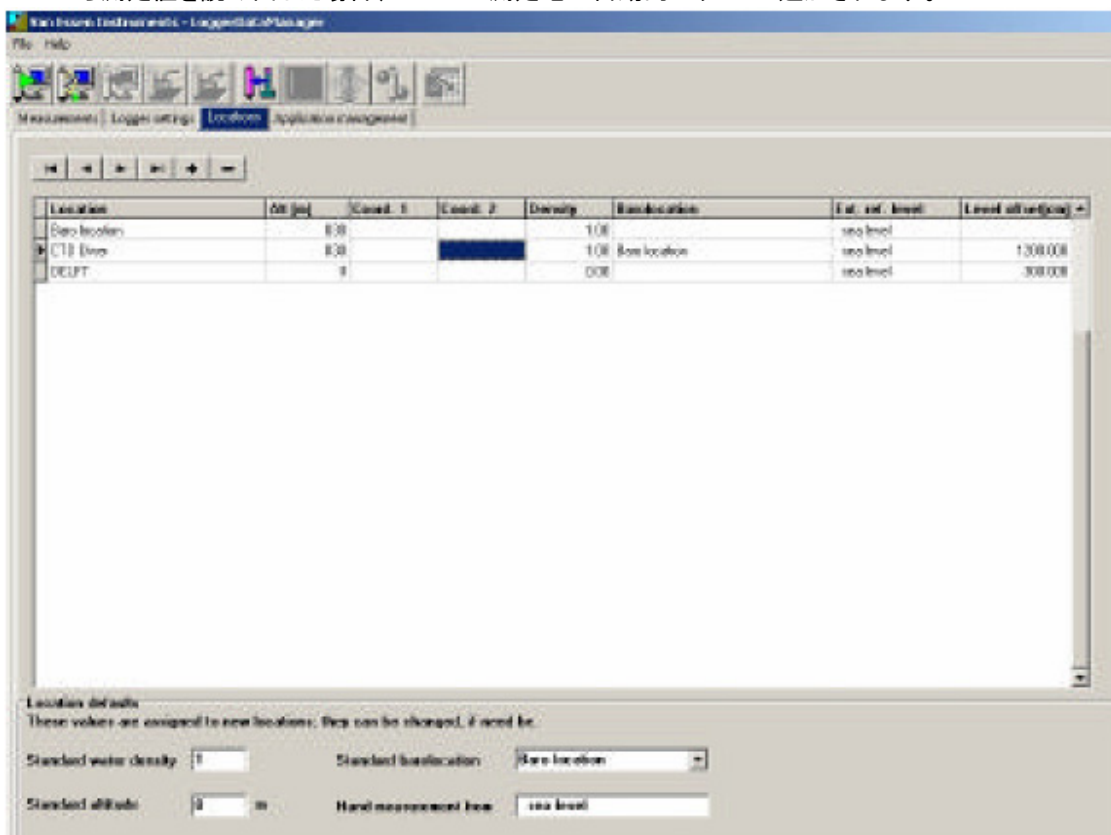 Van Essen Instruments - LoggerDataManager
File Help
Measurements Logger settings Locations Application management
Location Alt [m] Coord. 1 Coord. 2 Density Barolocation Ext. ref. level Level offset[cm]
Baro location 0.00 1.00 sea level
CTD Diver 0.00 1.00 Baro location sea level 1200.000
DELFT 0 0.00 sea level 300.000
Location defaults
These values are assigned to new locations; they can be changed, if need be.
Standard water density 1 Standard barolocation Baro location
Standard altitude 0 m Hand measurement from sea level